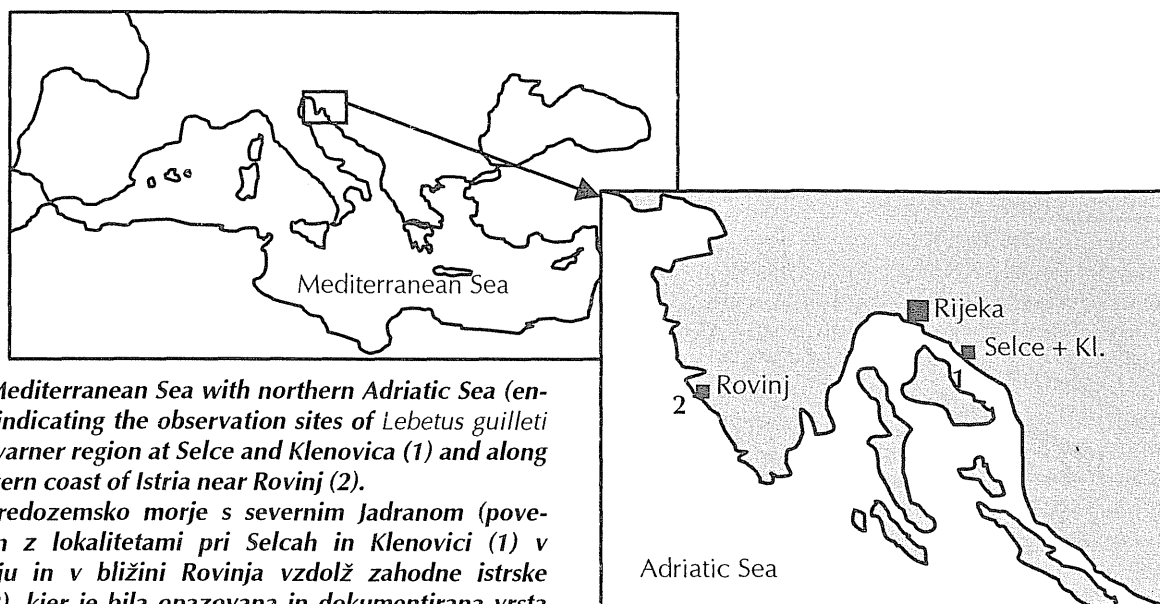 Mediterranean Sea
Rijeka
Selce + Kl.
1
Rovinj
2
Adriatic Sea
Mediterranean Sea with northern Adriatic Sea (en-
indicating the observation sites of Lebetus guilleti
varner region at Selce and Klenovica (1) and along
ern coast of Istria near Rovinj (2).
redozemsko morje s severnim Jadranom (pove-
z lokalitetami pri Selcah in Klenovici (1) v
ju in v bližini Rovinja vzdolž zahodne istrske
kjer je bila opazovana in dokumentirana vrsta